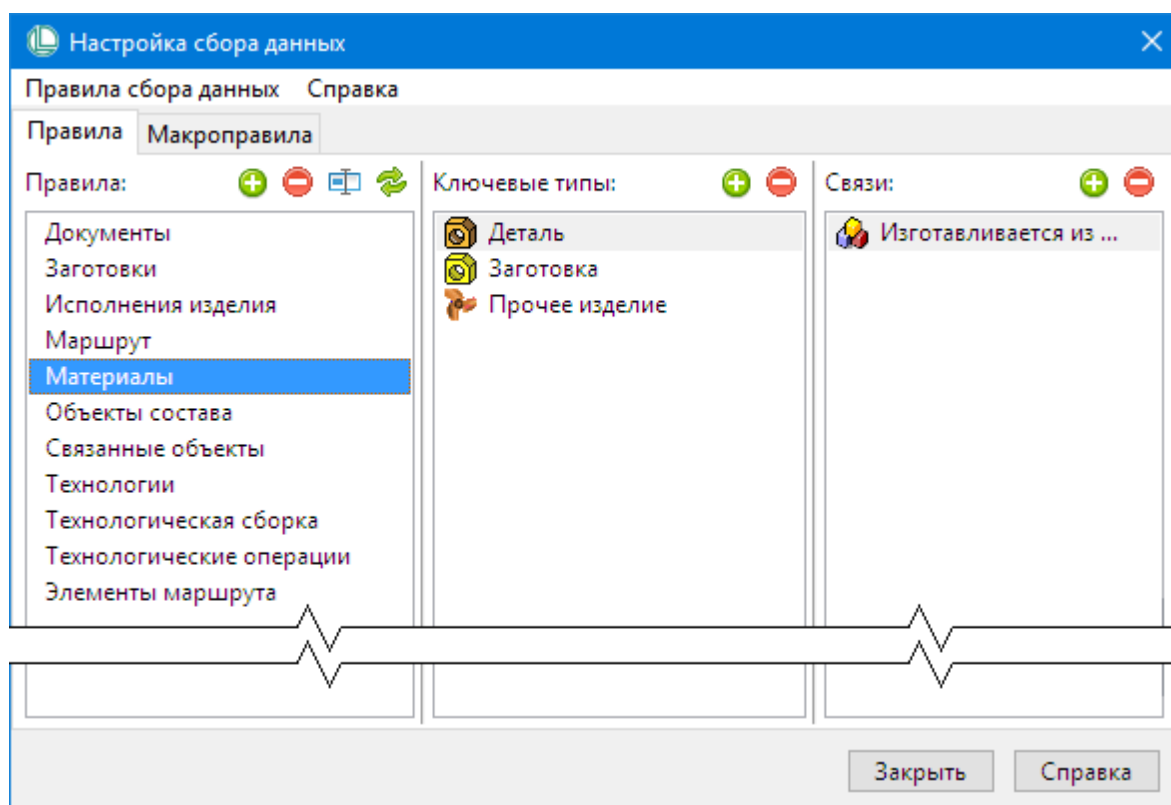 Настройка сбора данных
Правила сбора данных Справка
Правила Макроправила
Правила:
Документы
Заготовки
Исполнения изделия
Маршрут
Материалы
Объекты состава
Связанные объекты
Технологии
Технологическая сборка
Технологические операции
Элементы маршрута
Ключевые типы:
Деталь
Заготовка
Прочее изделие
Связи:
Изготавливается из ...
Закрыть Справка